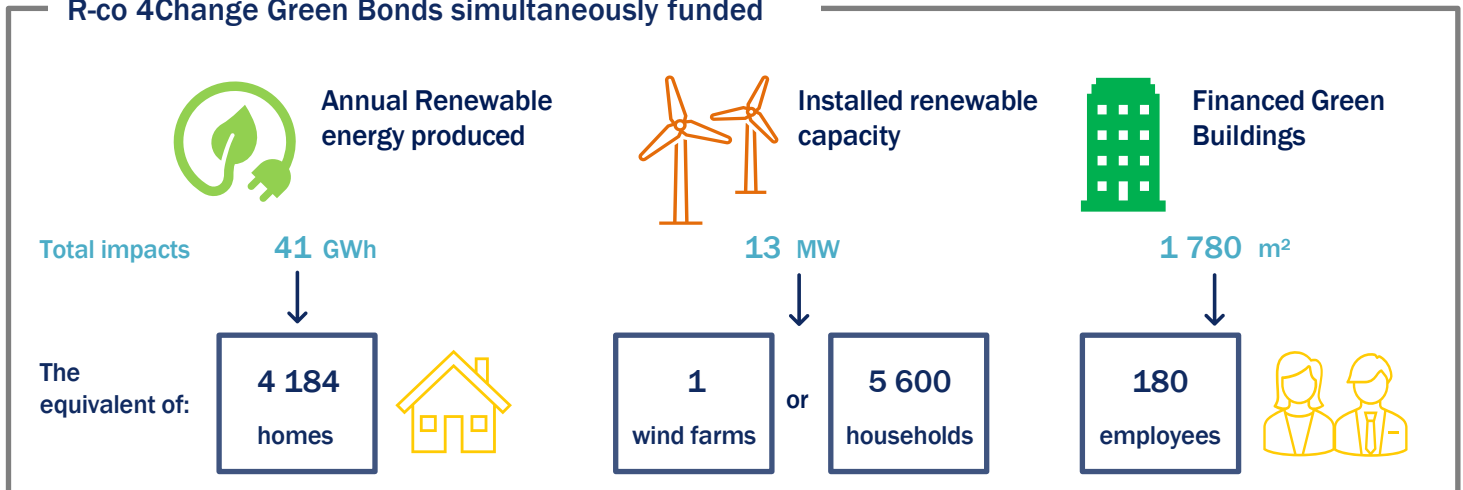 R-co 4Change Green Bonds simultaneously funded
Annual Renewable
energy produced
Installed renewable
capacity
Financed Green
Buildings
Total impacts 41 GWh 13 MW 1 780 m²
The
equivalent of:
4 184
homes
1
wind farms
or
5 600
households
180
employees